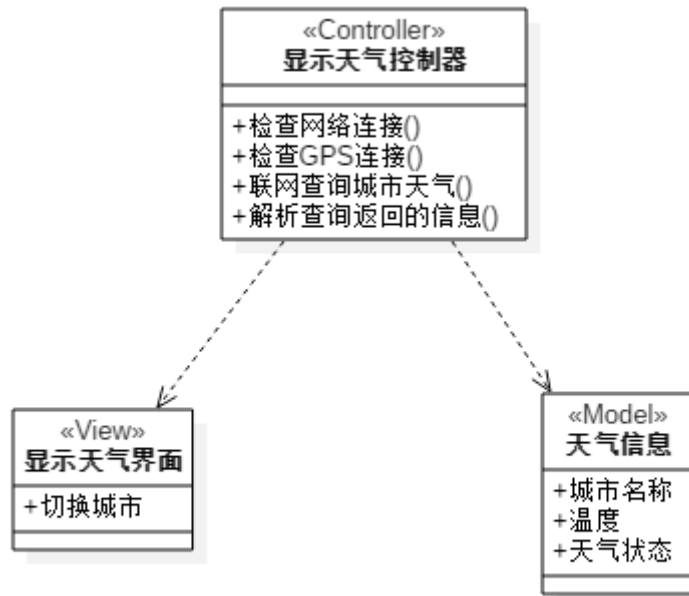 «Controller»
显示天气控制器
+检查网络连接()
+检查GPS连接()
+联网查询城市天气()
+解析查询返回的信息()
«View»
显示天气界面
+切换城市
«Model»
天气信息
+城市名称
+温度
+天气状态